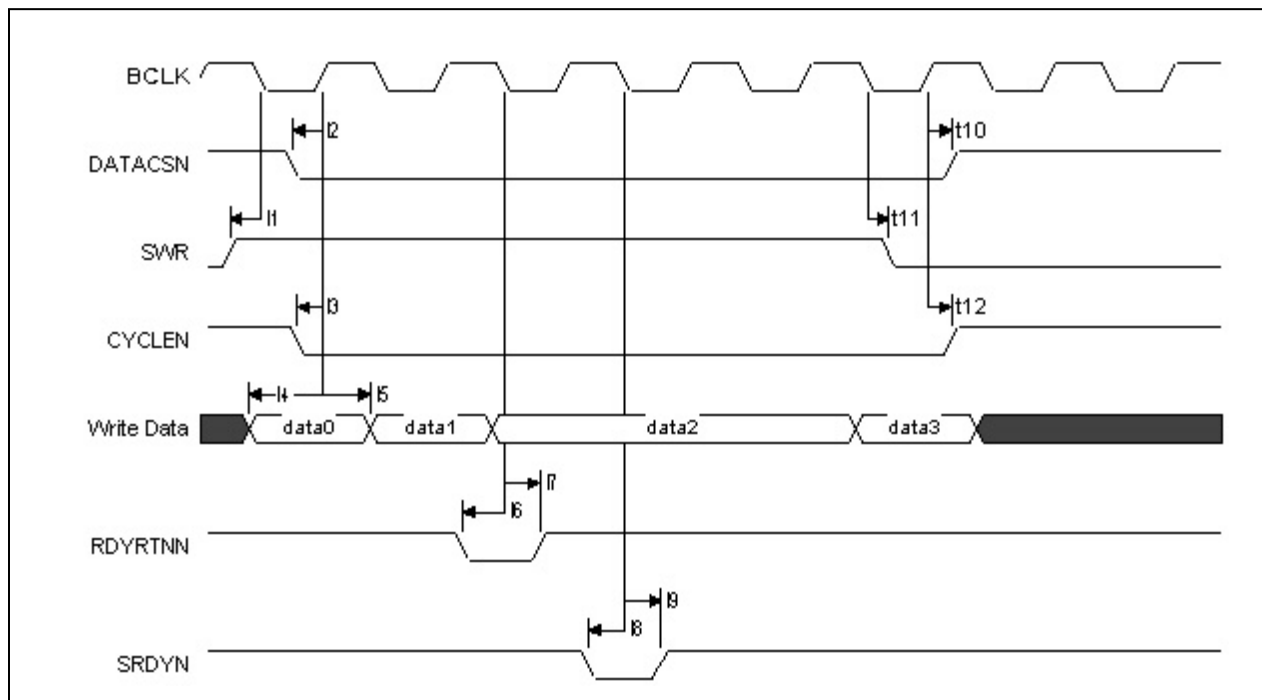 BCLK
t2 t10
DATACSN
t1 t11
SWR
t3 t12
CYCLEN
t4 t5
Write Data data0 data1 data2 data3
t7
t6
RDYRTNN
t9
t8
SRDYN